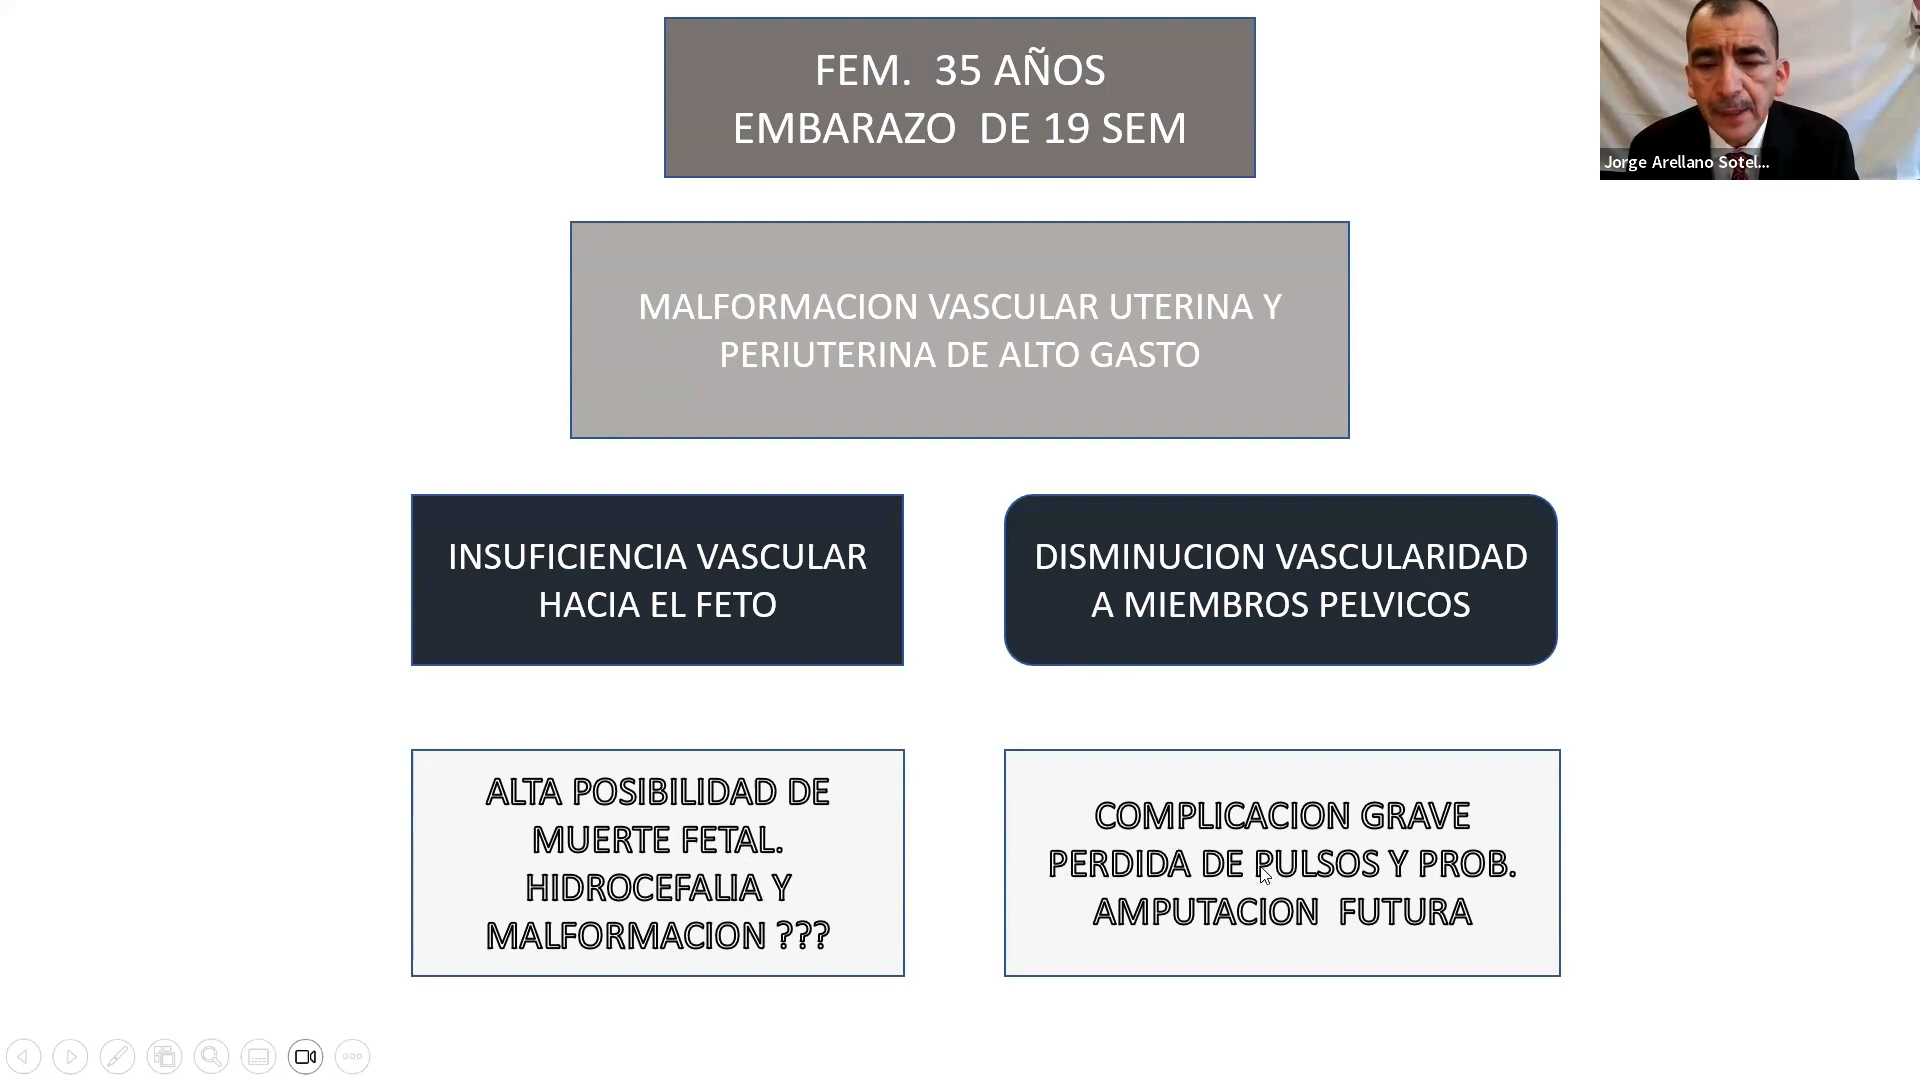 FEM. 35 AÑOS
EMBARAZO DE 19 SEM
Jorge Arellano Sotel...
MALFORMACION VASCULAR UTERINA Y
PERIUTERINA DE ALTO GASTO
INSUFICIENCIA VASCULAR
HACIA EL FETO
DISMINUCION VASCULARIDAD
A MIEMBROS PELVICOS
ALTA POSIBILIDAD DE
MUERTE FETAL.
HIDROCEFALIA Y
MALFORMACION ???
COMPLICACION GRAVE
PERDIDA DE PULSOS Y PROB.
AMPUTACION FUTURA